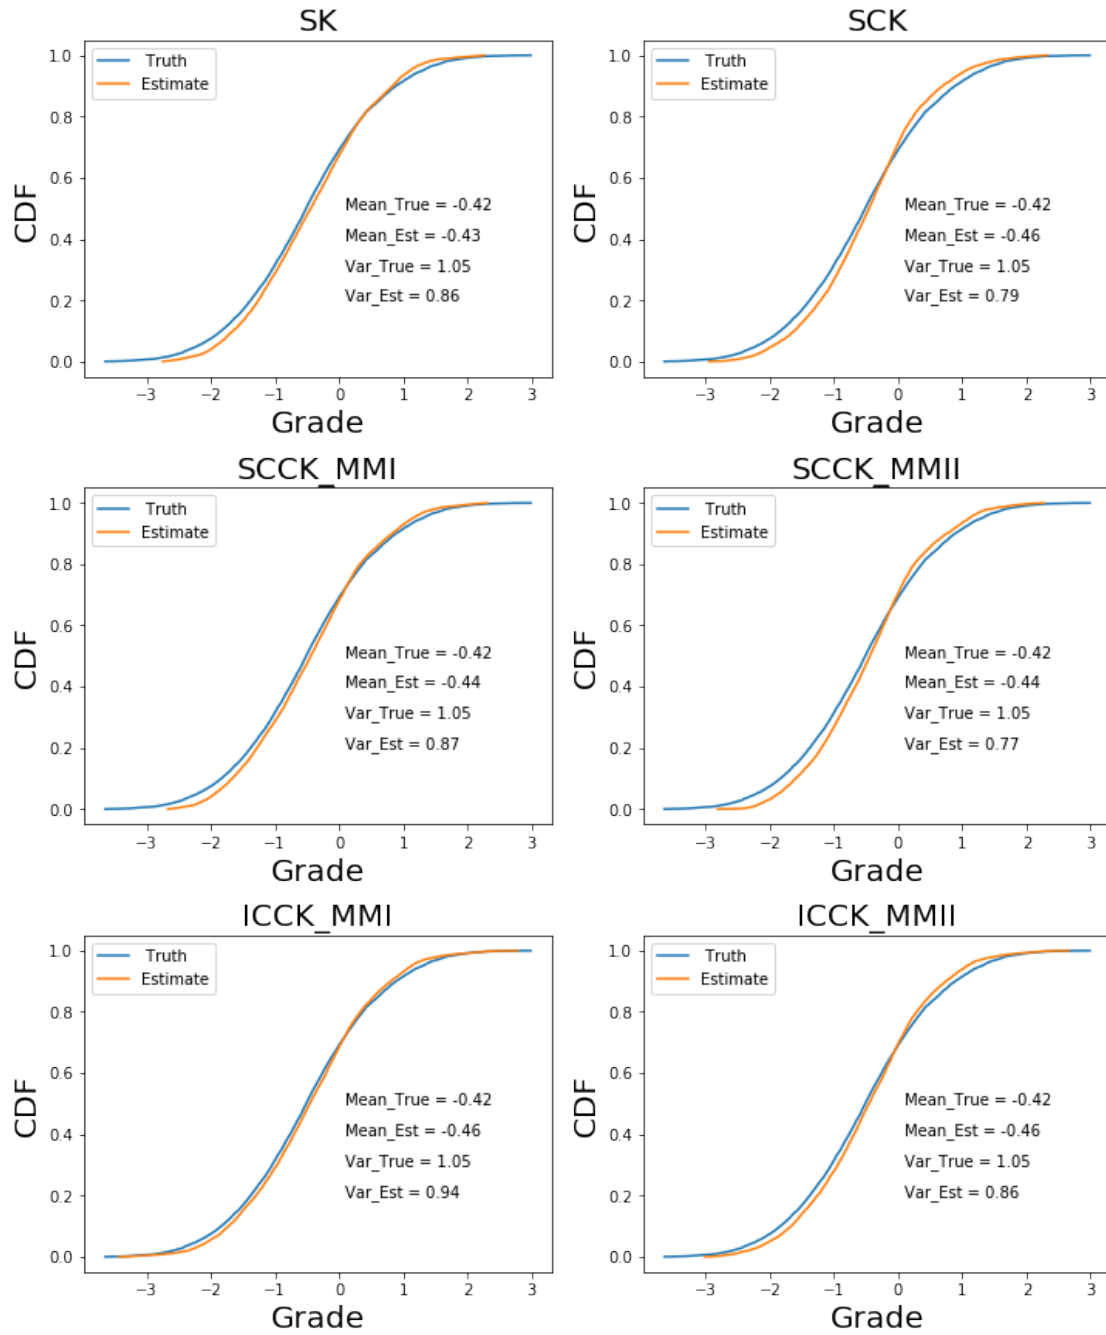 SK
SCK
1.0
0.8
0.6
0.4
0.2
0.0
CDF
Truth
Estimate
Mean_True = -0.42
Mean_Est = -0.43
Var_True = 1.05
Var_Est = 0.86
−3 −2 −1 0 1 2 3
Grade
1.0
0.8
0.6
0.4
0.2
0.0
CDF
Truth
Estimate
Mean_True = -0.42
Mean_Est = -0.46
Var_True = 1.05
Var_Est = 0.79
−3 −2 −1 0 1 2 3
Grade
SCCK_MMI
SCCK_MMII
1.0
0.8
0.6
0.4
0.2
0.0
CDF
Truth
Estimate
Mean_True = -0.42
Mean_Est = -0.44
Var_True = 1.05
Var_Est = 0.87
−3 −2 −1 0 1 2 3
Grade
1.0
0.8
0.6
0.4
0.2
0.0
CDF
Truth
Estimate
Mean_True = -0.42
Mean_Est = -0.44
Var_True = 1.05
Var_Est = 0.77
−3 −2 −1 0 1 2 3
Grade
ICCK_MMI
ICCK_MMII
1.0
0.8
0.6
0.4
0.2
0.0
CDF
Truth
Estimate
Mean_True = -0.42
Mean_Est = -0.46
Var_True = 1.05
Var_Est = 0.94
−3 −2 −1 0 1 2 3
Grade
1.0
0.8
0.6
0.4
0.2
0.0
CDF
Truth
Estimate
Mean_True = -0.42
Mean_Est = -0.46
Var_True = 1.05
Var_Est = 0.86
−3 −2 −1 0 1 2 3
Grade